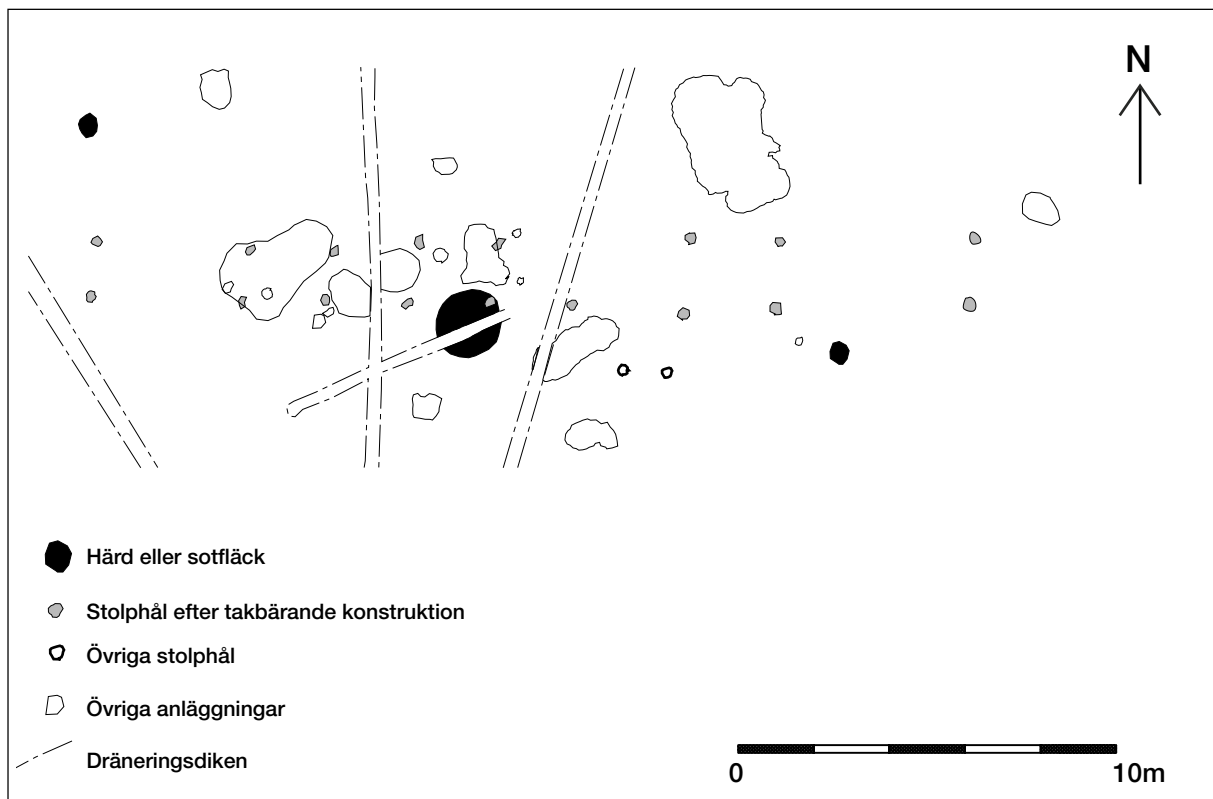 N
Härd eller sotfläck
Stolphål efter takbärande konstruktion
Övriga stolphål
Övriga anläggningar
Dräneringsdiken
0 10m